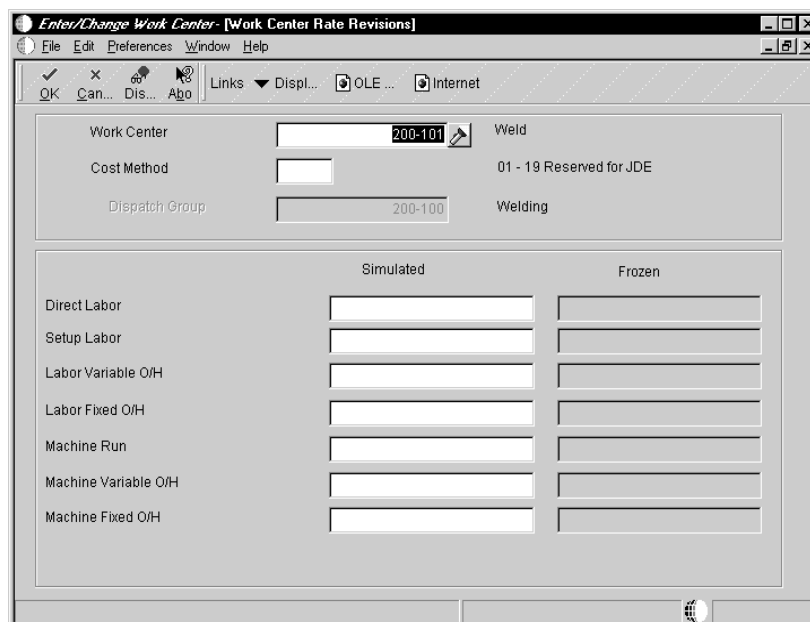 Enter/Change Work Center - [Work Center Rate Revisions]
File Edit Preferences Window Help
OK Can... Dis... Abo Links Displ... OLE ... Internet
Work Center 200-101 Weld
Cost Method 01 - 19 Reserved for JDE
Dispatch Group 200-100 Welding
Simulated Frozen
Direct Labor
Setup Labor
Labor Variable O/H
Labor Fixed O/H
Machine Run
Machine Variable O/H
Machine Fixed O/H